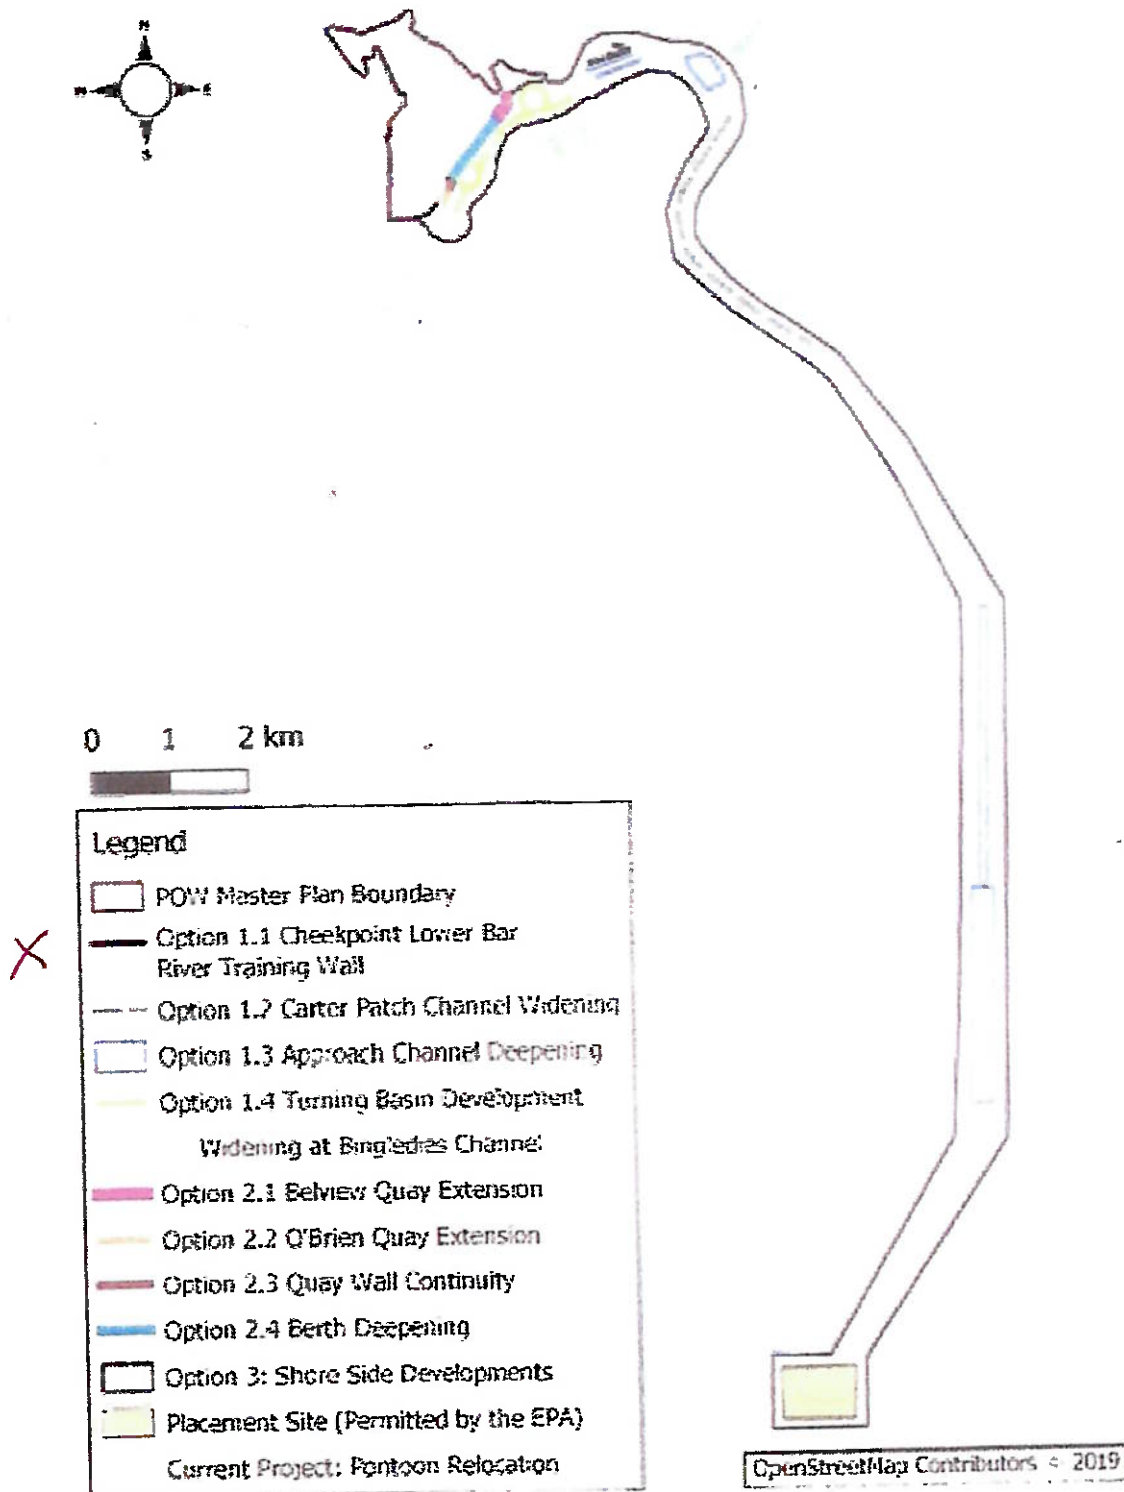 N
S
E
0 1 2 km
Legend
POW Master Plan Boundary
Option 1.1 Cheekpoint Lower Bar
River Training Wall
X
Option 1.2 Carter Patch Channel Widening
Option 1.3 Approach Channel Deepening
Option 1.4 Turning Basin Development
Widening at Bingledies Channel
Option 2.1 Belview Quay Extension
Option 2.2 O'Brien Quay Extension
Option 2.3 Quay Wall Continuity
Option 2.4 Berth Deepening
Option 3: Shore Side Developments
Placement Site (Permitted by the EPA)
Current Project: Pontoon Relocation
OpenStreetMap Contributors 2019